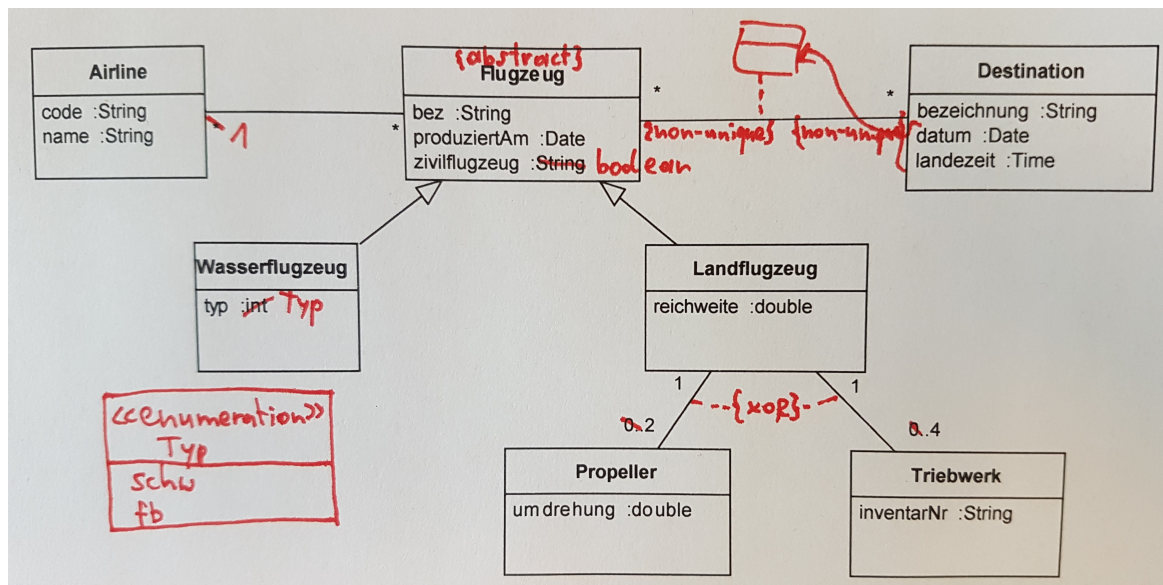 Airline
code :String
name :String
* 1
*
{abstract}
Flugzeug
bez :String
produziertAm :Date
zivilflugzeug :String boolean
*
*
{non-unique} {non-unique}
Destination
bezeichnung :String
datum :Date
landezeit :Time
Wasserflugzeug
typ :int Typ
Landflugzeug
reichweite :double
1
1
{XOR}
0..2
0..4
<<enumeration>>
Typ
schw
fb
Propeller
umdrehung :double
Triebwerk
inventarNr :String